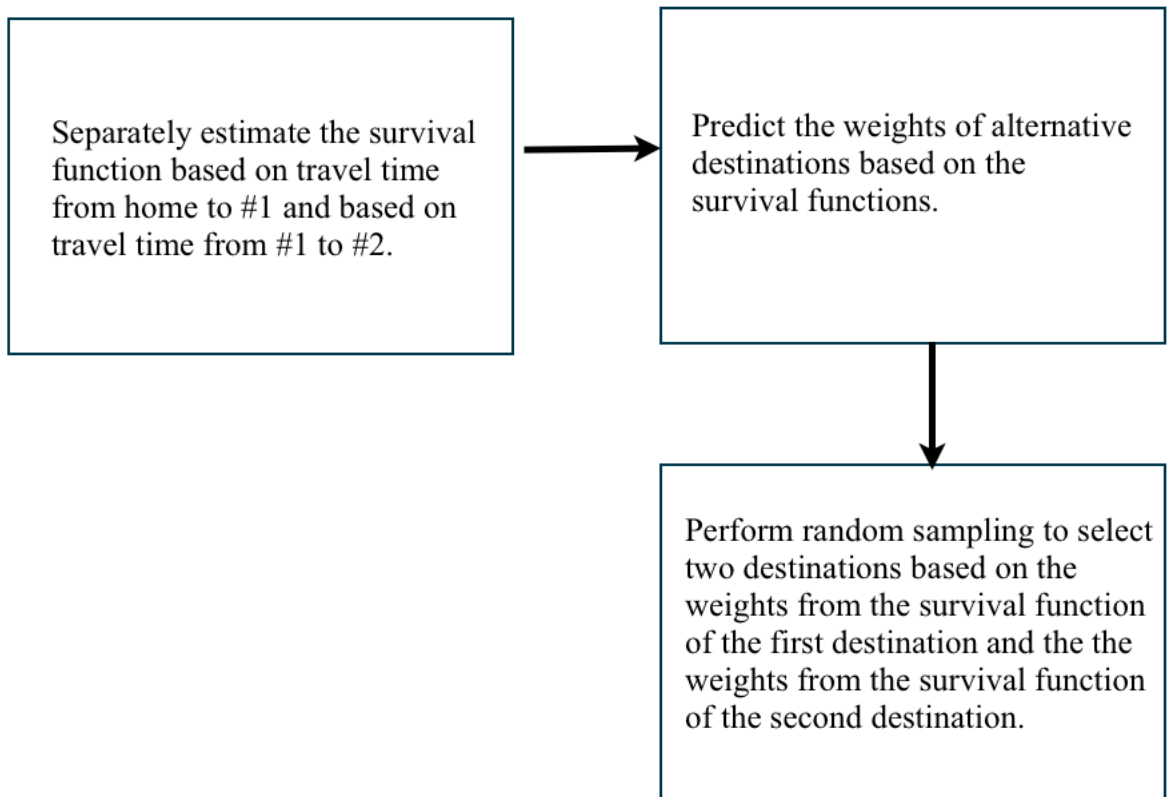 Separately estimate the survival
function based on travel time
from home to #1 and based on
travel time from #1 to #2.
Predict the weights of alternative
destinations based on the
survival functions.
Perform random sampling to select
two destinations based on the
weights from the survival function
of the first destination and the the
weights from the survival function
of the second destination.